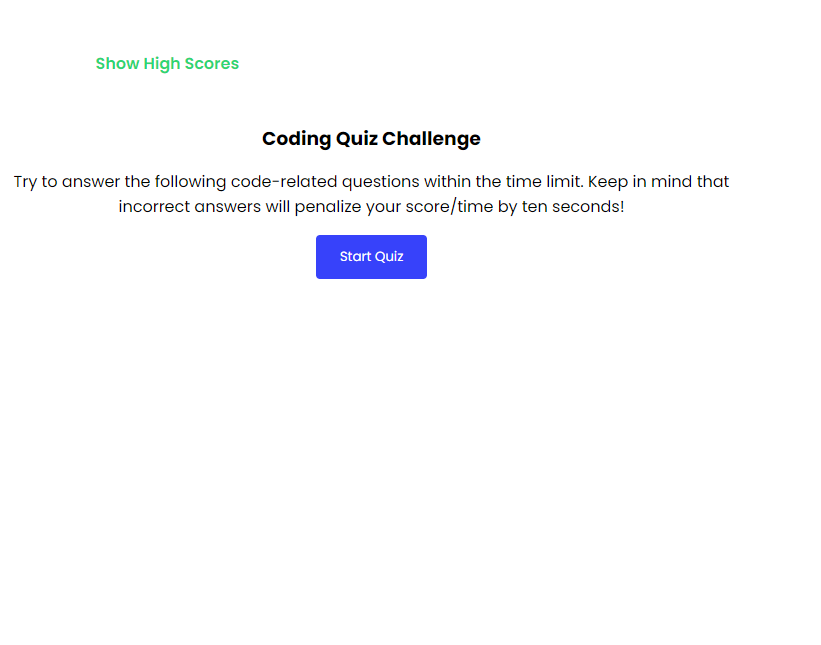 Show High Scores
Coding Quiz Challenge
Try to answer the following code-related questions within the time limit. Keep in mind that
incorrect answers will penalize your score/time by ten seconds!
Start Quiz